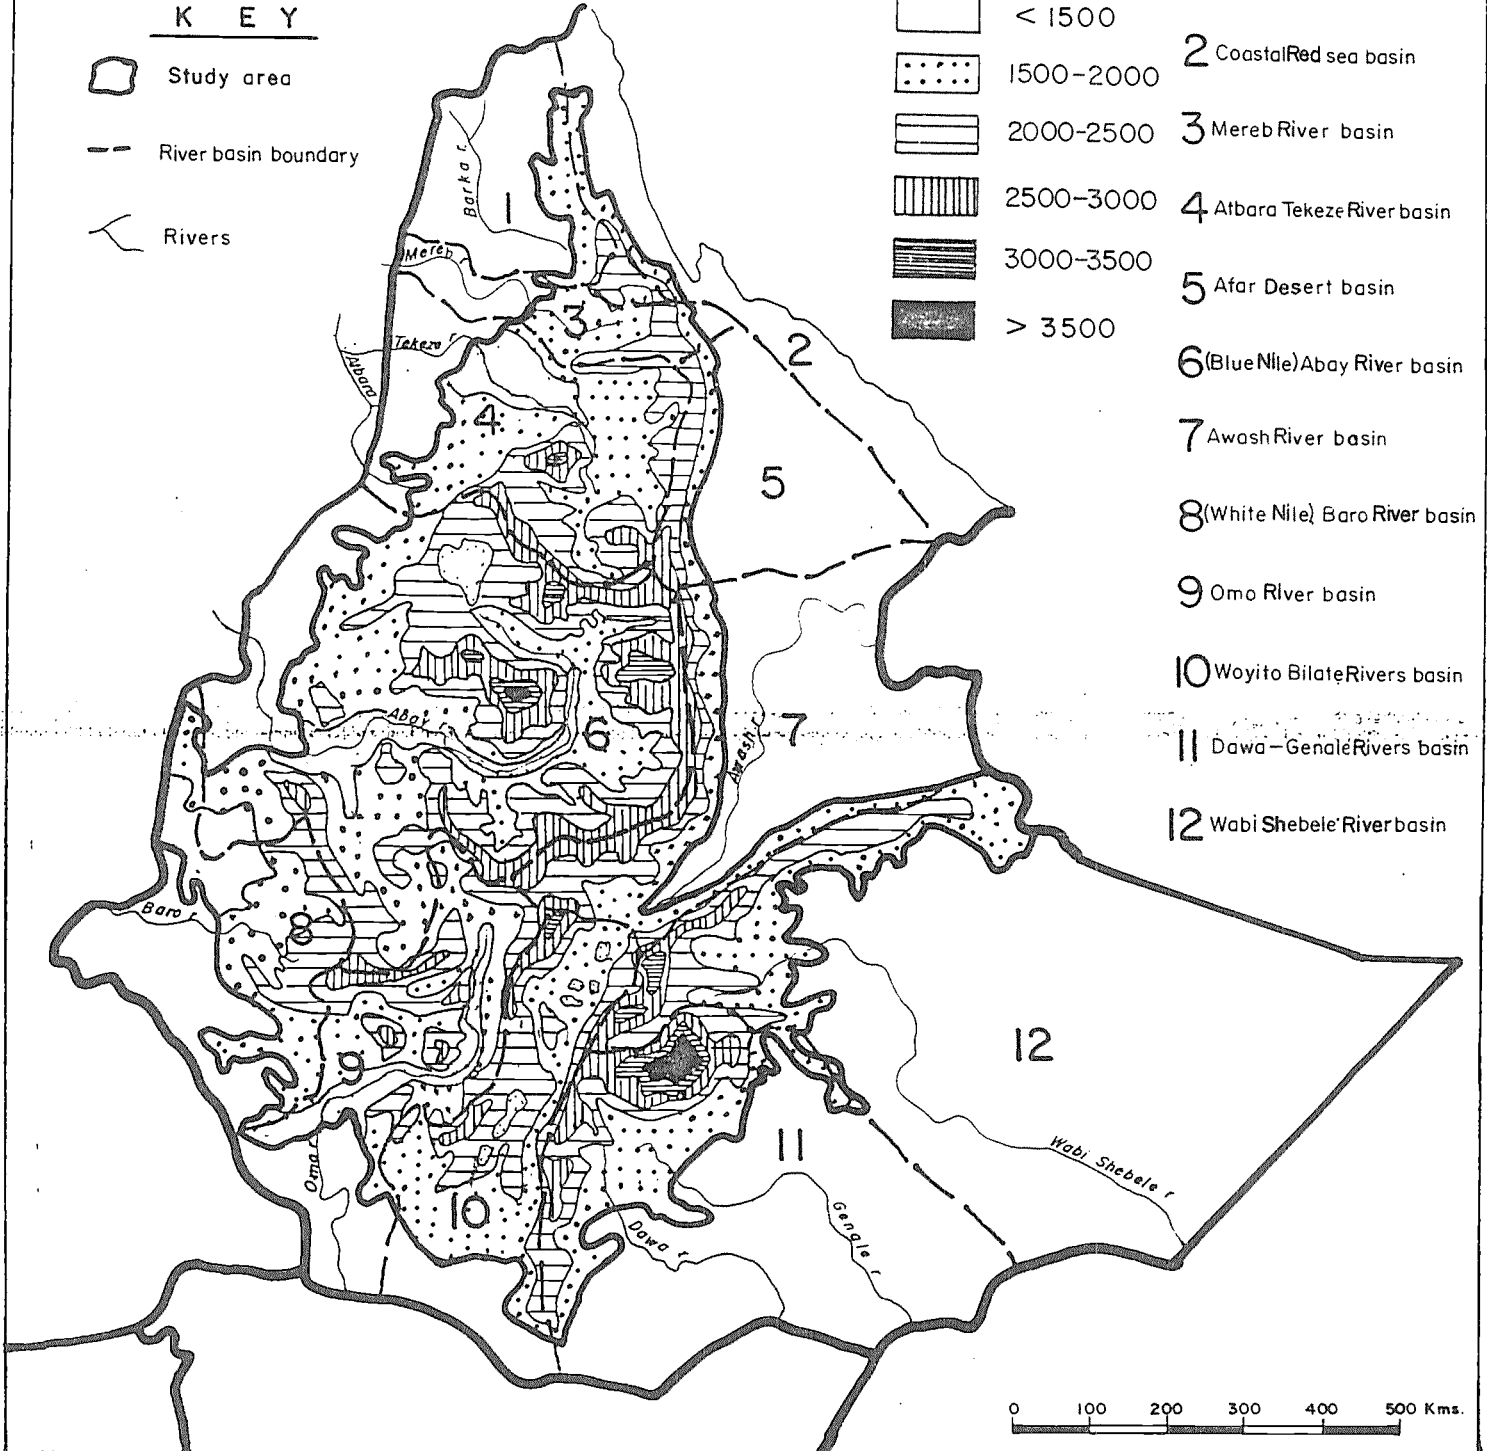 KEY
Study area
River basin boundary
Rivers
< 1500
1500-2000
2000-2500
2500-3000
3000-3500
> 3500
2 Coastal Red sea basin
3 Mereb River basin
4 Atbara Tekeze River basin
5 Afar Desert basin
6 (Blue Nile) Abay River basin
7 Awash River basin
8 (White Nile) Baro River basin
9 Omo River basin
10 Woyito Bilate Rivers basin
11 Dawa-Genale Rivers basin
12 Wabi Shebele River basin
Barka r.
1
Mereb r
3
2
Tekeze r
Atbara
4
5
Abay r
6
7
Awash r
Baro r
8
9
12
11
Omo r
10
Dawa r
Genale r
Wabi Shebele r
0 100 200 300 400 500 Kms.